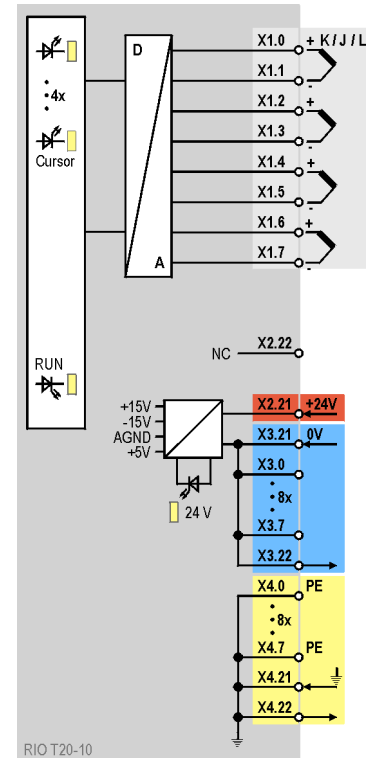 X1.0 + K / J / L
D
X1.1 -
4x
X1.2 +
X1.3 -
Cursor
X1.4 +
X1.5 -
X1.6 +
A
X1.7 -
X2.22
NC
RUN
+15V
X2.21 +24V
-15V
AGND
X3.21 0V
+5V
X3.0
8x
24 V
X3.7
X3.22
X4.0 PE
8x
X4.7 PE
X4.21
X4.22
RIO T20-10